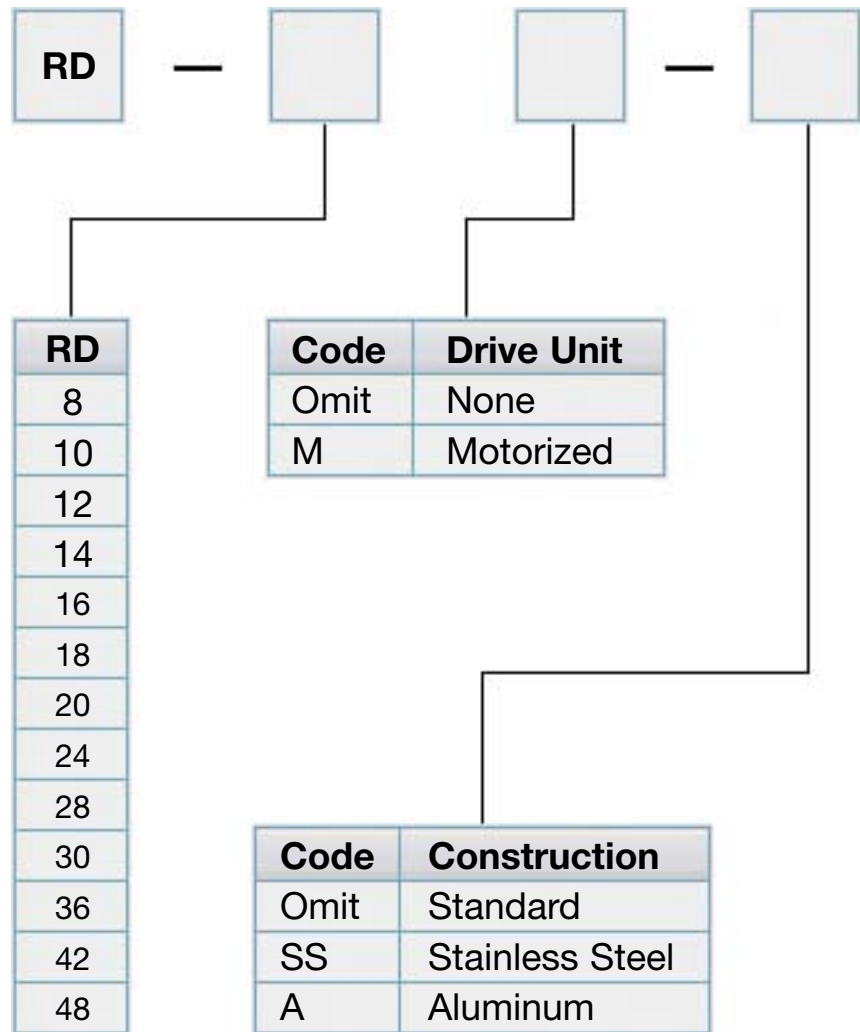 RD — —
RD
8
10
12
14
16
18
20
24
28
30
36
42
48
Code Drive Unit
Omit None
M Motorized
Code Construction
Omit Standard
SS Stainless Steel
A Aluminum